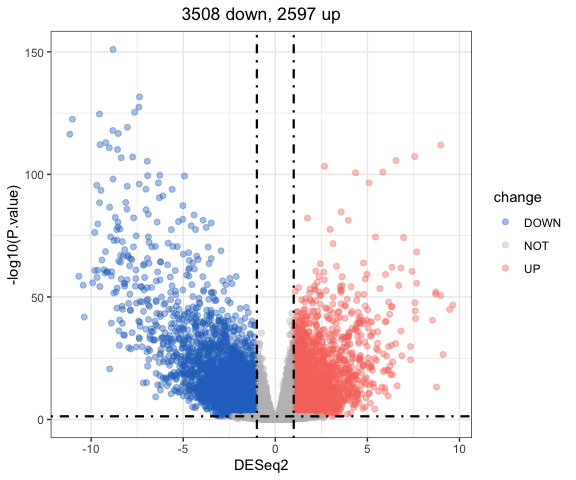 3508 down, 2597 up
150
100
50
0
-log10(P.value)
-10
-5
0
5
10
DESeq2
change
DOWN
NOT
UP